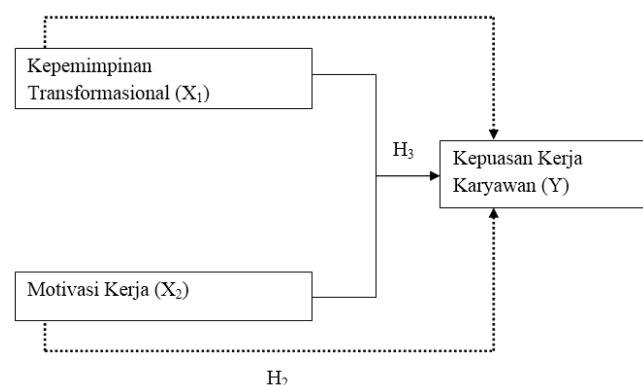 Kepemimpinan
Transformasional (X₁)
H₃
Kepuasan Kerja
Karyawan (Y)
Motivasi Kerja (X₂)
H₂